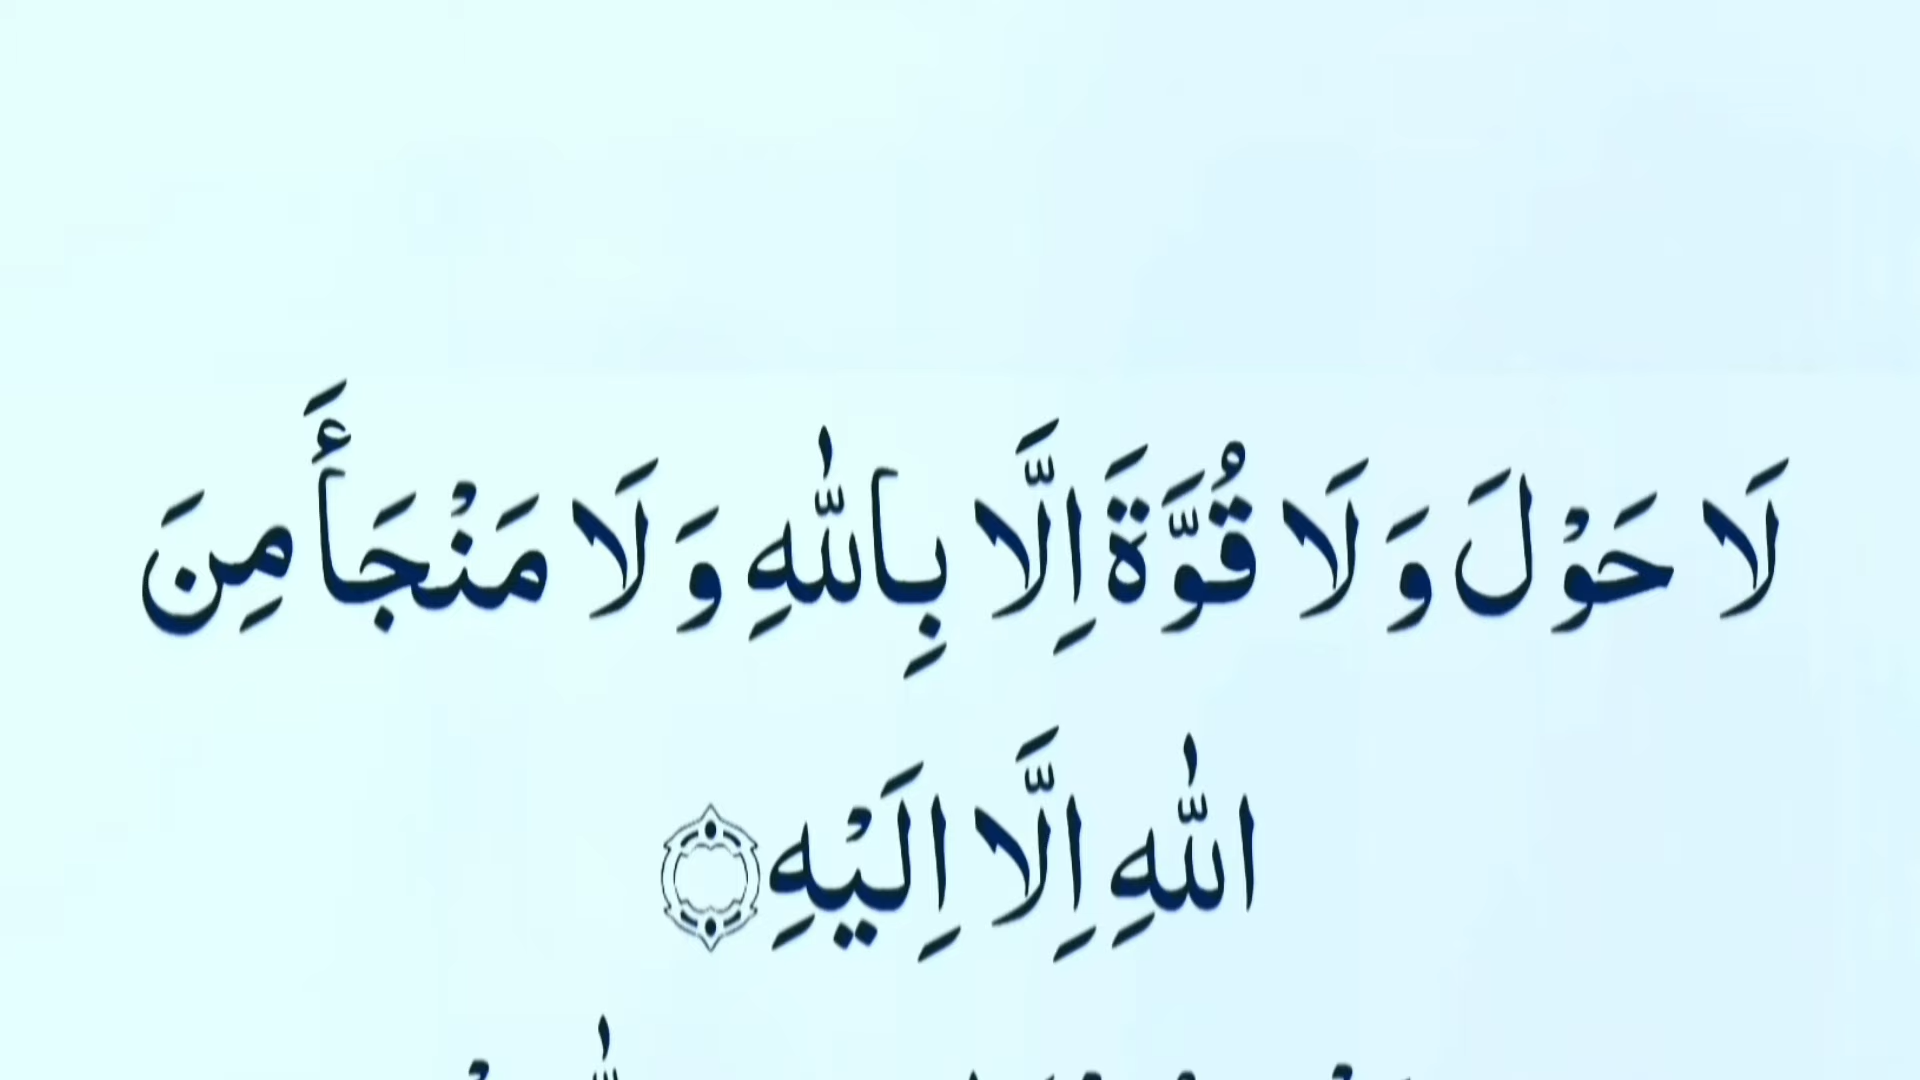 لَا حَوْلَ وَلَا قُوَّةَ اِلَّا بِاللّٰهِ وَلَا مَنْجَأَ مِنَ
اللّٰهِ اِلَّا اِلَيْهِ ۝